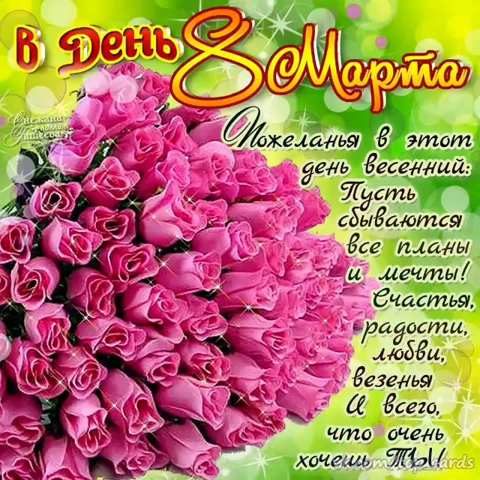 В День 8 Марта
Пожеланья в этот
день весенний:
Пусть
сбываются
все планы
и мечты!
Счастья,
радости,
любви,
везенья
И всего,
что очень
хочешь ТЫ!